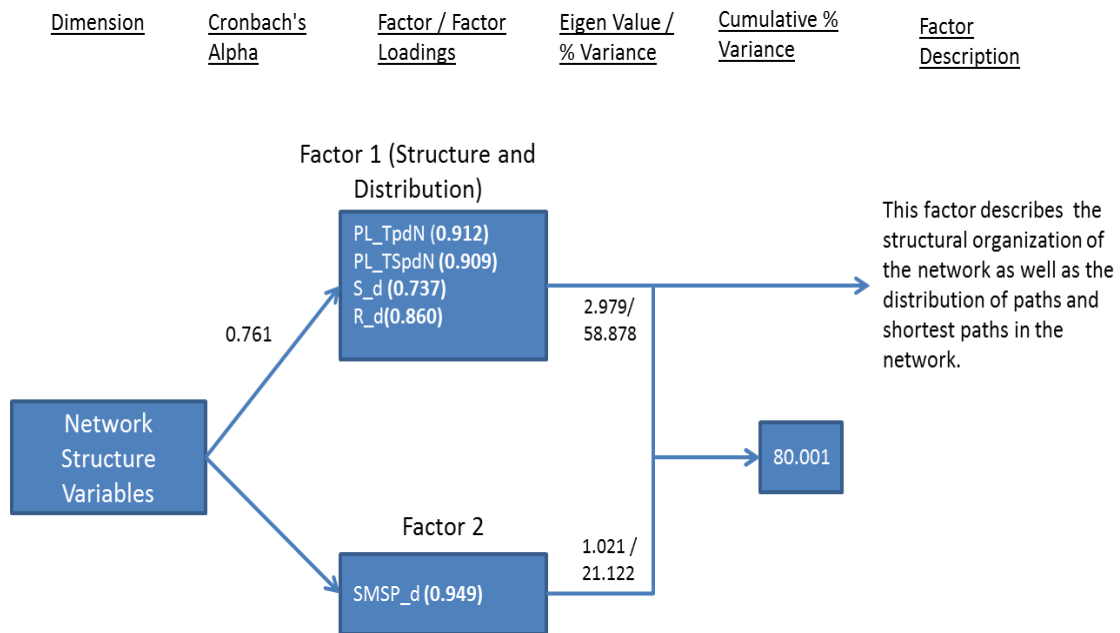 Dimension
Cronbach's
Alpha
Factor / Factor
Loadings
Eigen Value /
% Variance
Cumulative %
Variance
Factor
Description
Factor 1 (Structure and
Distribution)
PL_TpdN (0.912)
PL_TSpdN (0.909)
S_d (0.737)
R_d(0.860)
0.761
2.979/
58.878
This factor describes the
structural organization of
the network as well as the
distribution of paths and
shortest paths in the
network.
Network
Structure
Variables
80.001
Factor 2
SMSP_d (0.949)
1.021 /
21.122